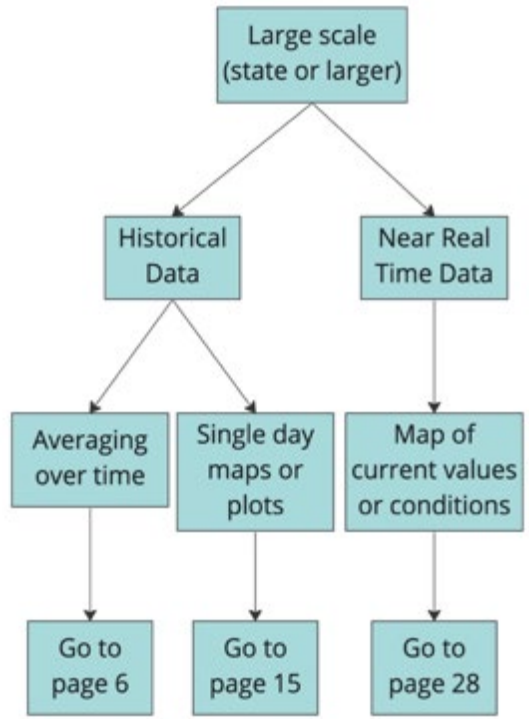 Large scale
(state or larger)
Historical
Data
Near Real
Time Data
Averaging
over time
Single day
maps or
plots
Map of
current values
or conditions
Go to
page 6
Go to
page 15
Go to
page 28